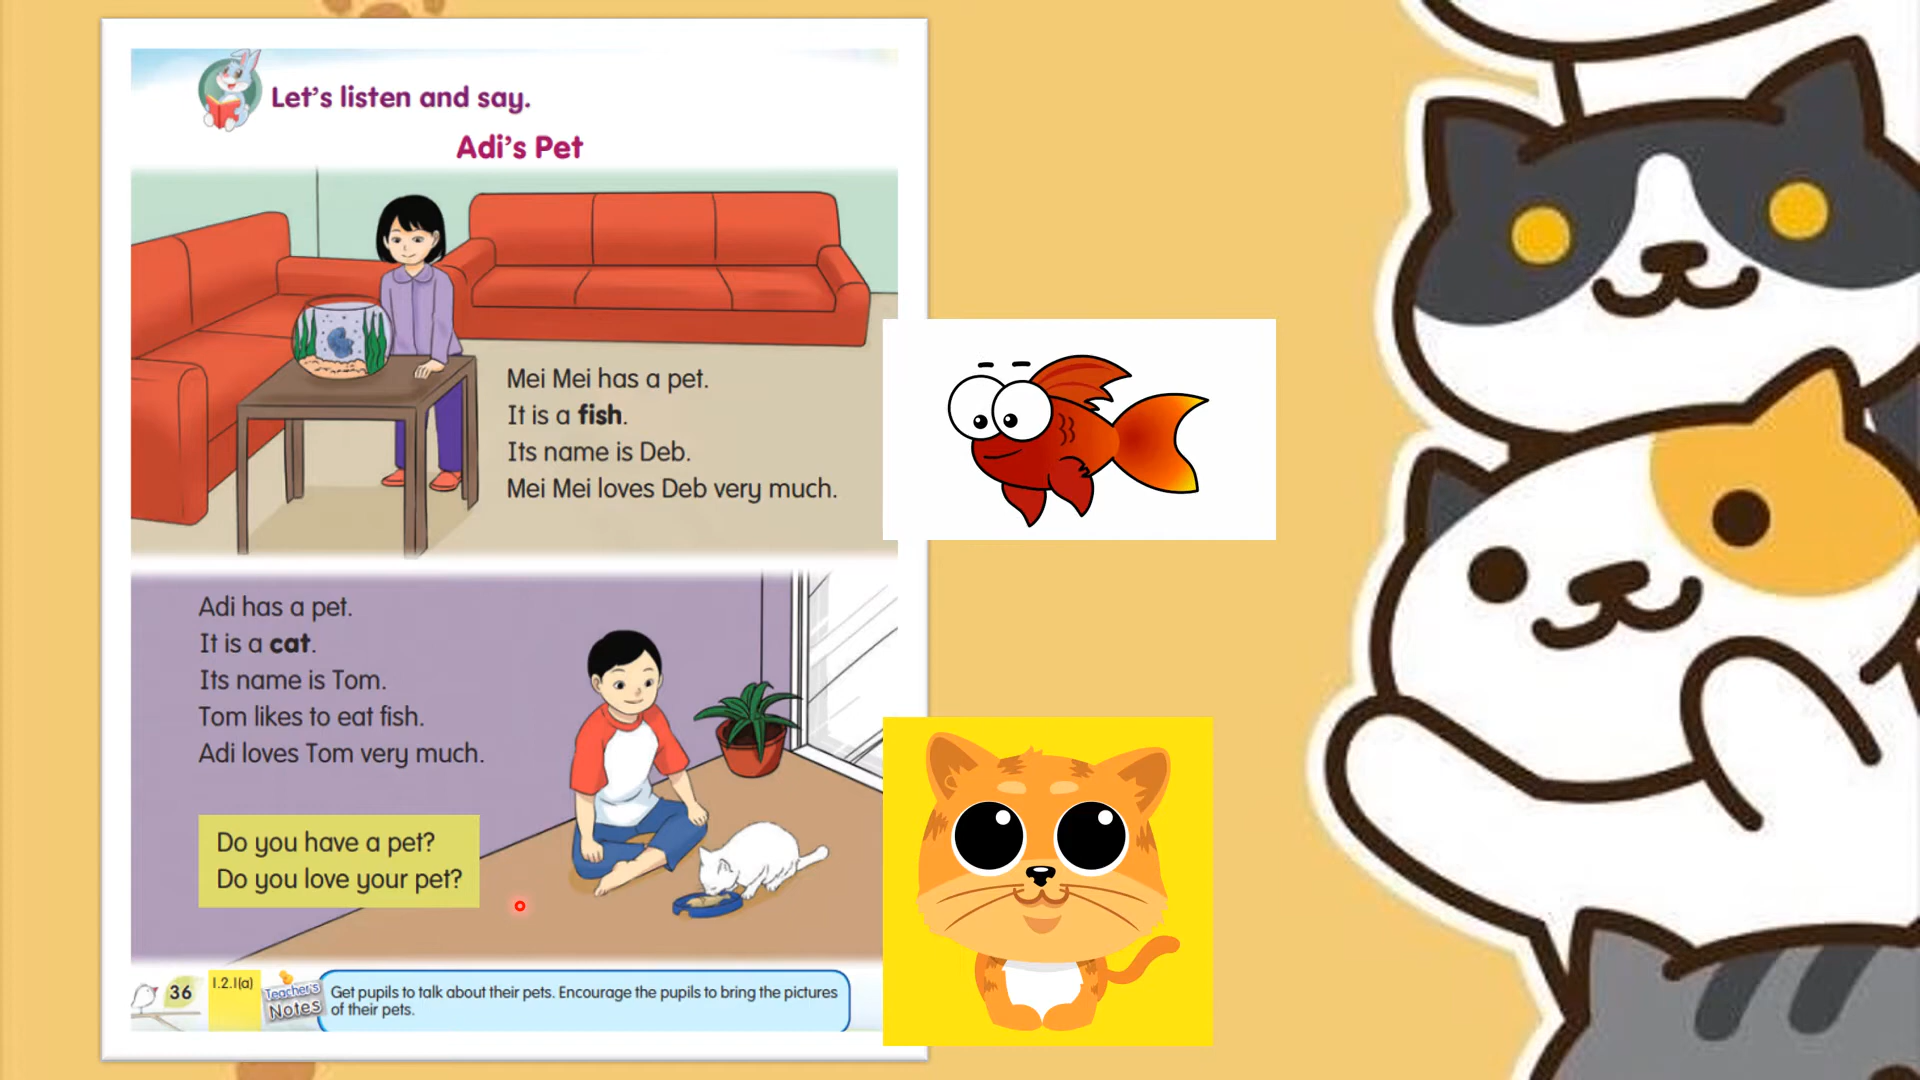 Let's listen and say.
Adi's Pet
Mei Mei has a pet.
It is a fish.
Its name is Deb.
Mei Mei loves Deb very much.
Adi has a pet.
It is a cat.
Its name is Tom.
Tom likes to eat fish.
Adi loves Tom very much.
Do you have a pet?
Do you love your pet?
36
1.2.1(a)
Teacher's
Notes
Get pupils to talk about their pets. Encourage the pupils to bring the pictures
of their pets.